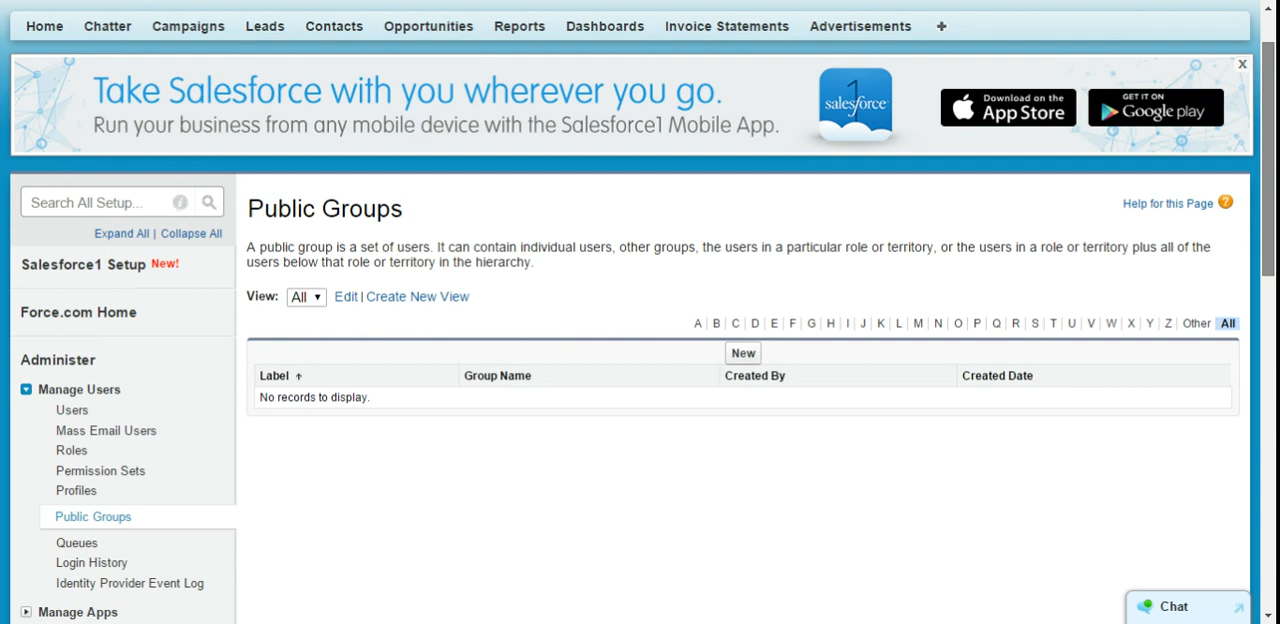 Home Chatter Campaigns Leads Contacts Opportunities Reports Dashboards Invoice Statements Advertisements +
Take Salesforce with you wherever you go.
Run your business from any mobile device with the Salesforce1 Mobile App.
salesforce1
Download on the
App Store
GET IT ON
Google play
X
Search All Setup...
Expand All | Collapse All
Salesforce1 Setup New!
Force.com Home
Administer
Manage Users
Users
Mass Email Users
Roles
Permission Sets
Profiles
Public Groups
Queues
Login History
Identity Provider Event Log
Manage Apps
Public Groups
Help for this Page ?
A public group is a set of users. It can contain individual users, other groups, the users in a particular role or territory, or the users in a role or territory plus all of the
users below that role or territory in the hierarchy.
View: All Edit | Create New View
A | B | C | D | E | F | G | H | I | J | K | L | M | N | O | P | Q | R | S | T | U | V | W | X | Y | Z | Other All
New
Label Group Name Created By Created Date
No records to display.
Chat